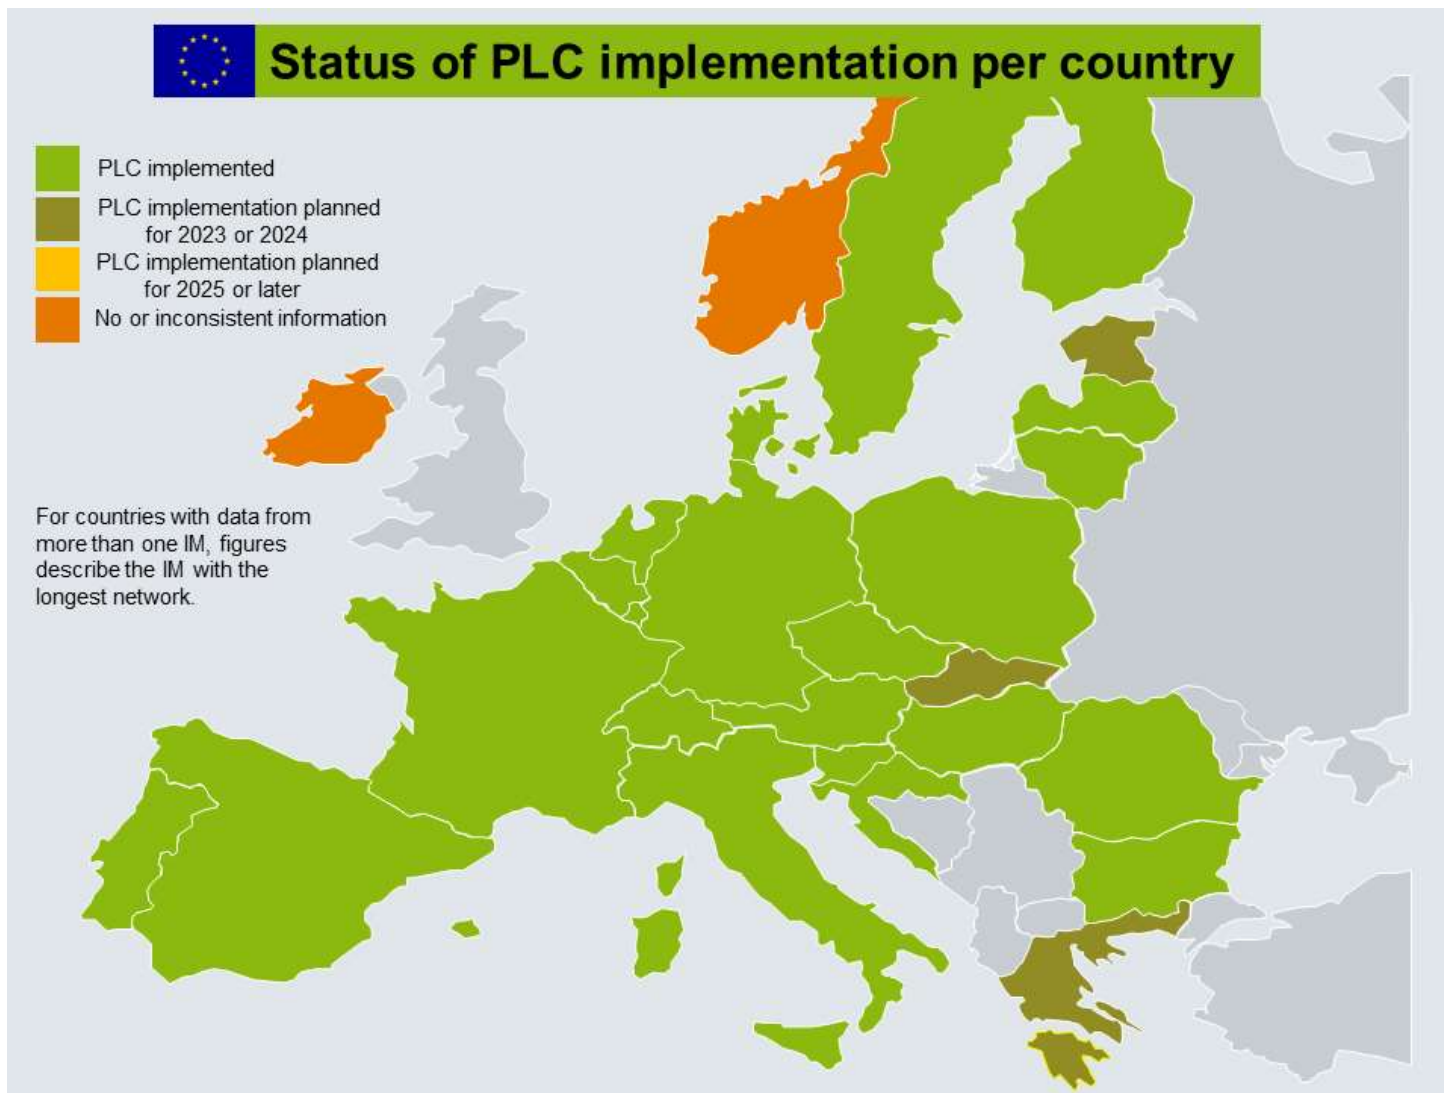 Status of PLC implementation per country
PLC implemented
PLC implementation planned
for 2023 or 2024
PLC implementation planned
for 2025 or later
No or inconsistent information
For countries with data from
more than one IM, figures
describe the IM with the
longest network.